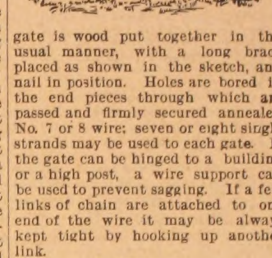 gate is wood put together in th
usual manner, with a long brac
placed as shown in the sketch, an
nail in position. Holes are bored i
the end pieces through which ar
passed and firmly secured anneale
No. 7 or 8 wire; seven or eight singl
strands may be used to each gate.
the gate can be hinged to a buildin
or a high post, a wire support ca
be used to prevent sagging. If a fe
links of chain are attached to on
end of the wire it may be alway
kept tight by hooking up anothe
link.